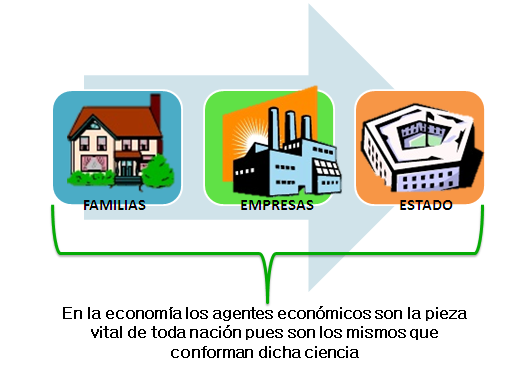 FAMILIAS
EMPRESAS
ESTADO
En la economía los agentes económicos son la pieza
vital de toda nación pues son los mismos que
conforman dicha ciencia